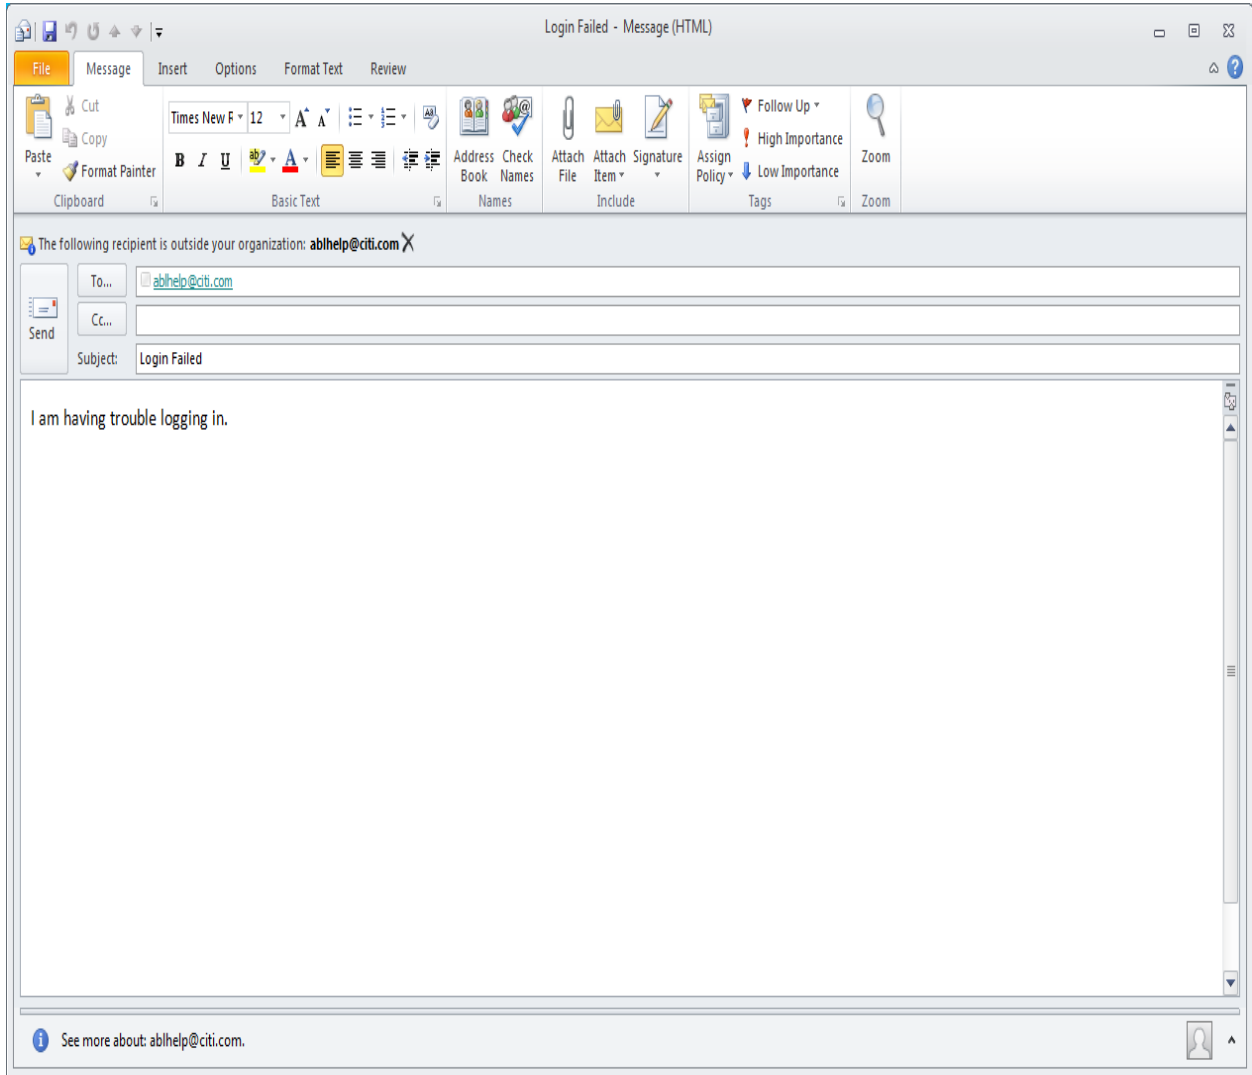 Login Failed - Message (HTML)
File Message Insert Options Format Text Review
Paste
Cut
Copy
Format Painter
Clipboard
Times New F 12
B I U
Basic Text
Address Book
Check Names
Names
Attach File
Attach Item
Signature
Include
Assign Policy
Follow Up
High Importance
Low Importance
Tags
Zoom
Zoom
The following recipient is outside your organization: ablhelp@citi.com
Send
To... ablhelp@citi.com
Cc...
Subject: Login Failed
I am having trouble logging in.
See more about: ablhelp@citi.com.